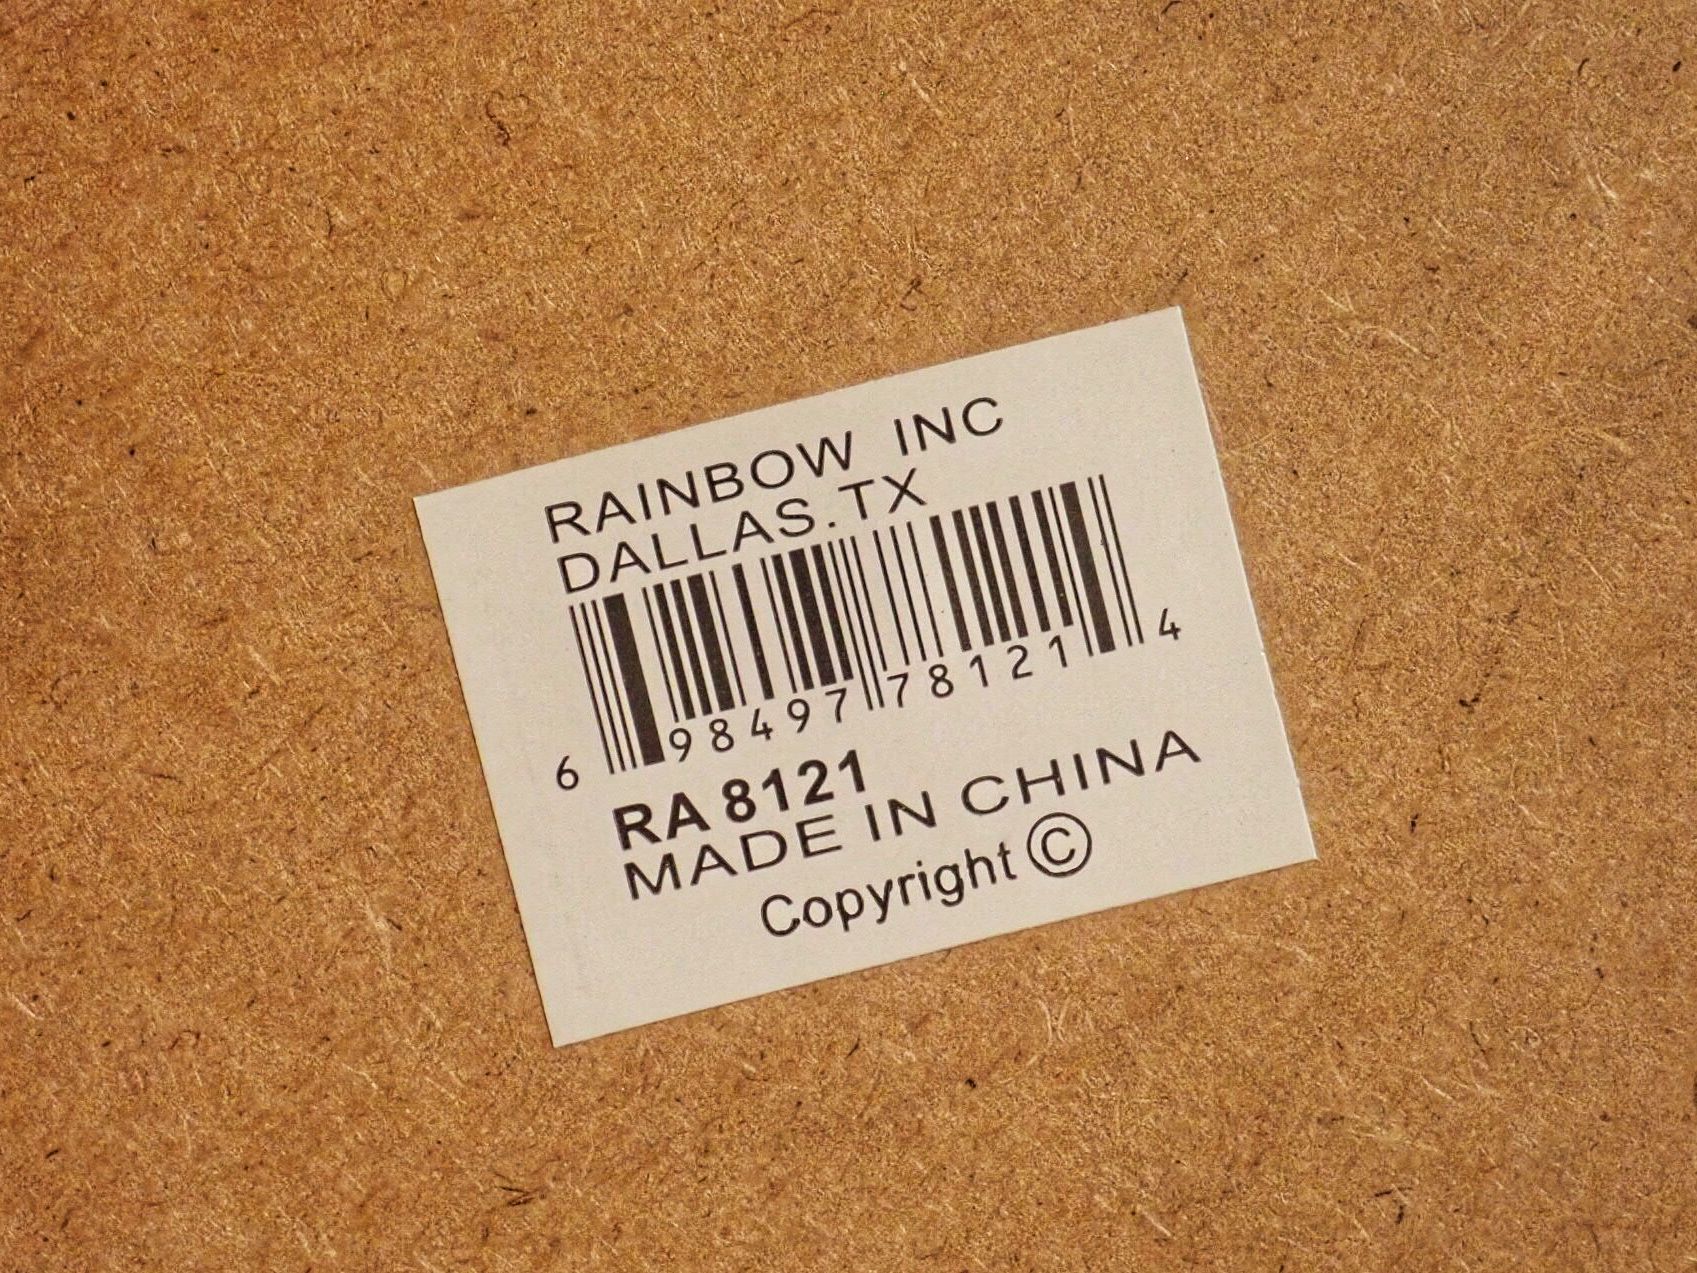 RAINBOW INC
DALLAS.TX
6 98497 78121 4
RA 8121
MADE IN CHINA
Copyright ©